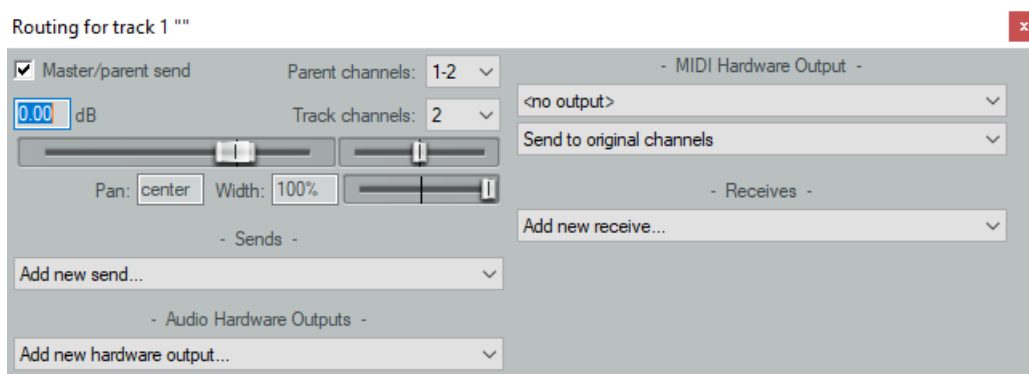 Routing for track 1 ""
x
Master/parent send
Parent channels: 1-2
0.00 dB
Track channels: 2
Pan: center Width: 100%
- Sends -
Add new send...
- Audio Hardware Outputs -
Add new hardware output...
- MIDI Hardware Output -
<no output>
Send to original channels
- Receives -
Add new receive...